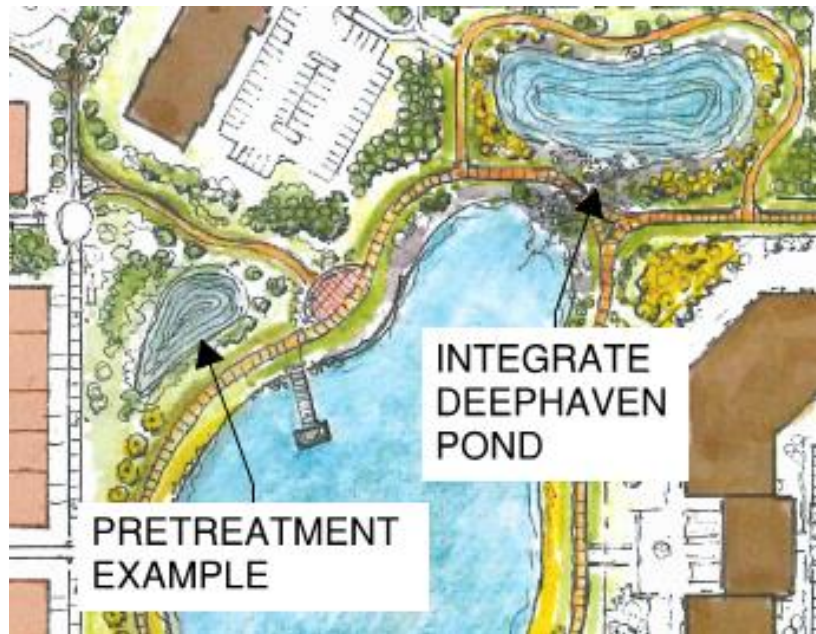 INTEGRATE
DEEPHAVEN
POND
PRETREATMENT
EXAMPLE